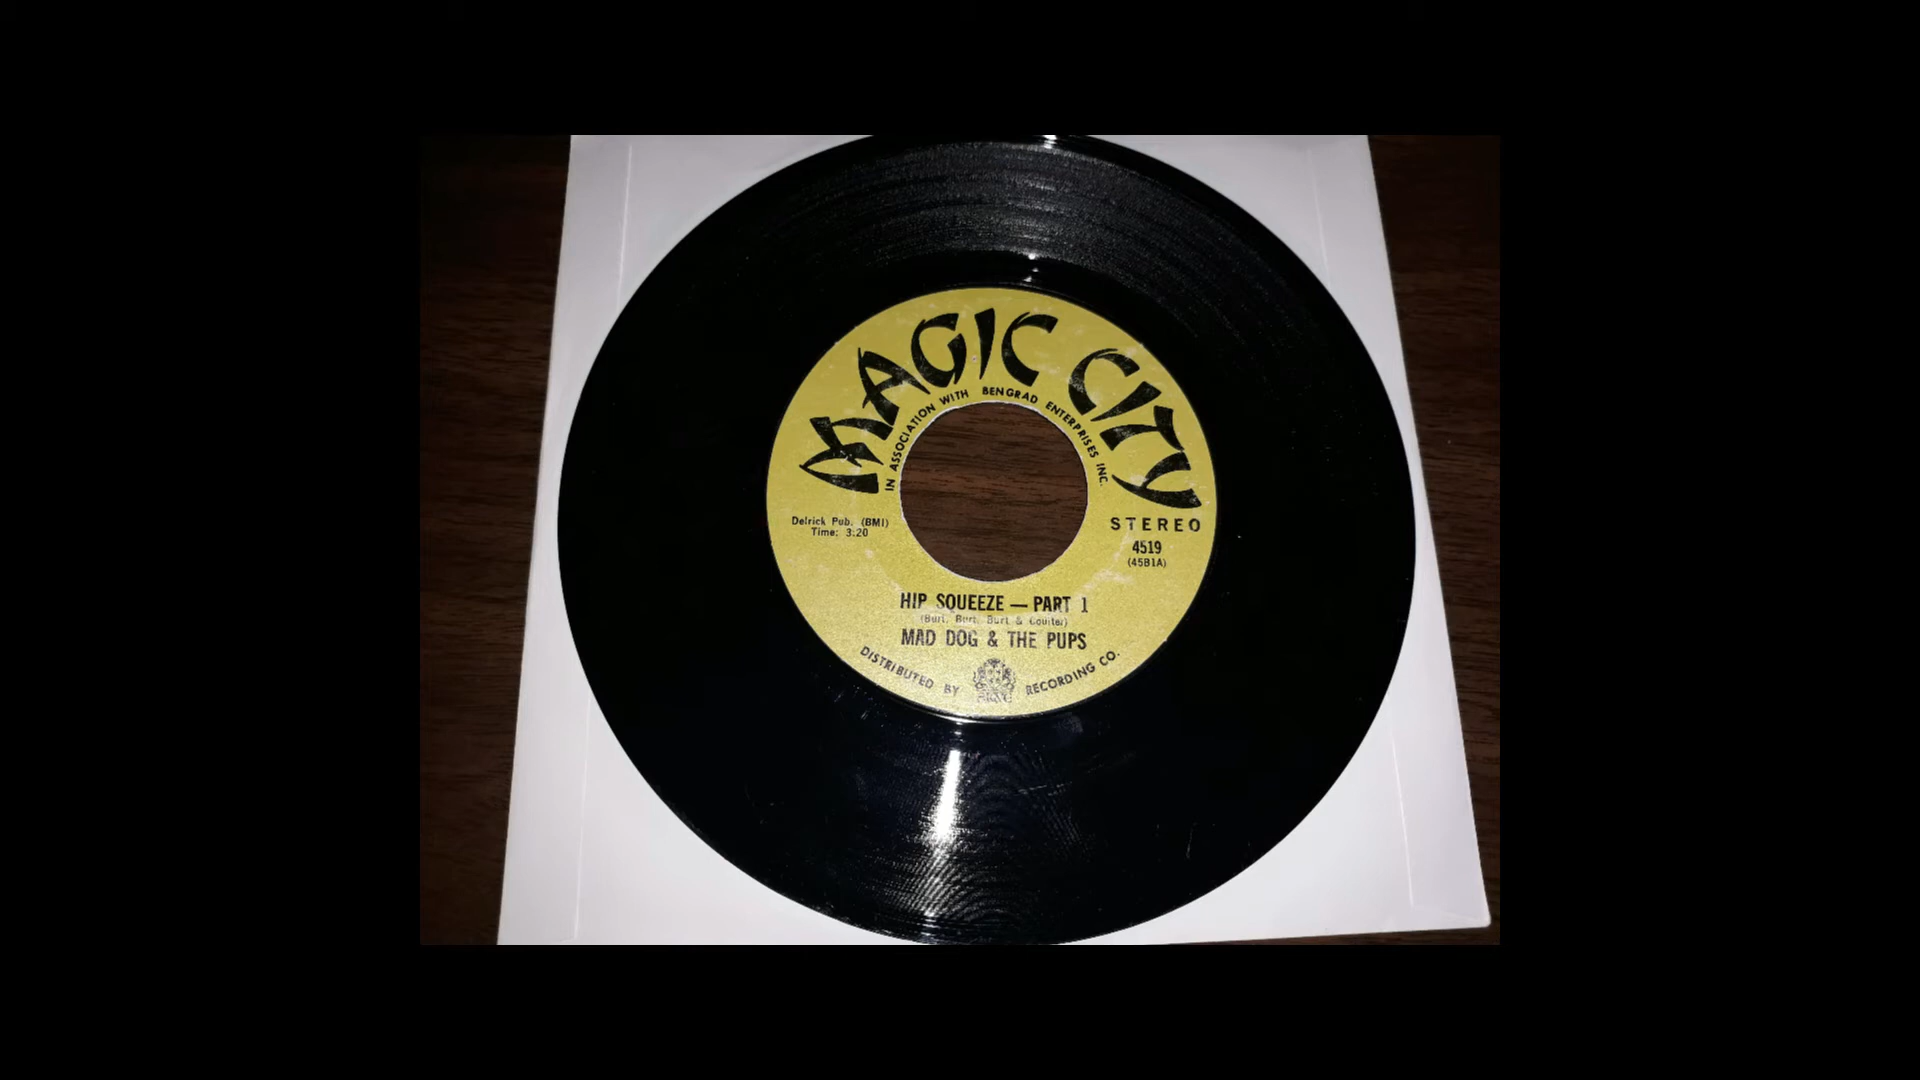 MAGIC CITY
IN ASSOCIATION WITH BENGRAD ENTERPRISES INC.
Delrick Pub. (BMI)
Time: 3:20
STEREO
4519
(45B1A)
HIP SQUEEZE — PART 1
(Burt, Burt, Burt & Coulter)
MAD DOG & THE PUPS
DISTRIBUTED BY
RECORDING CO.